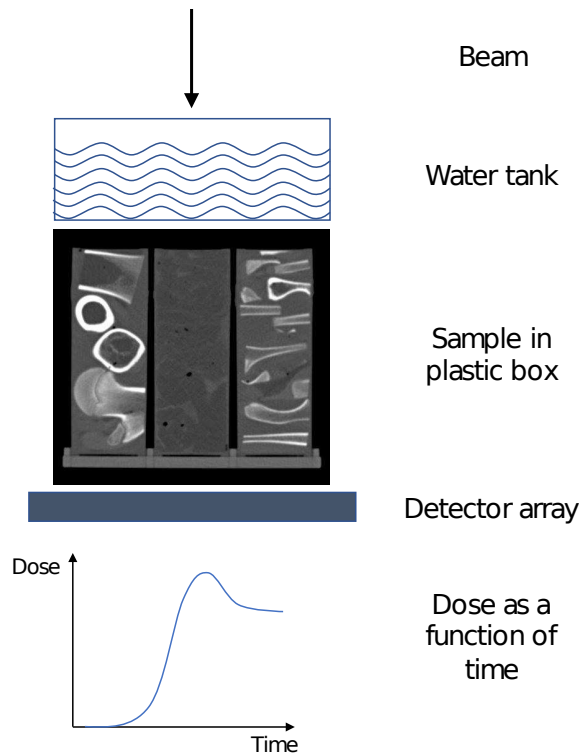 Beam
Water tank
Sample in
plastic box
Detector array
Dose
Dose as a
function of
time
Time